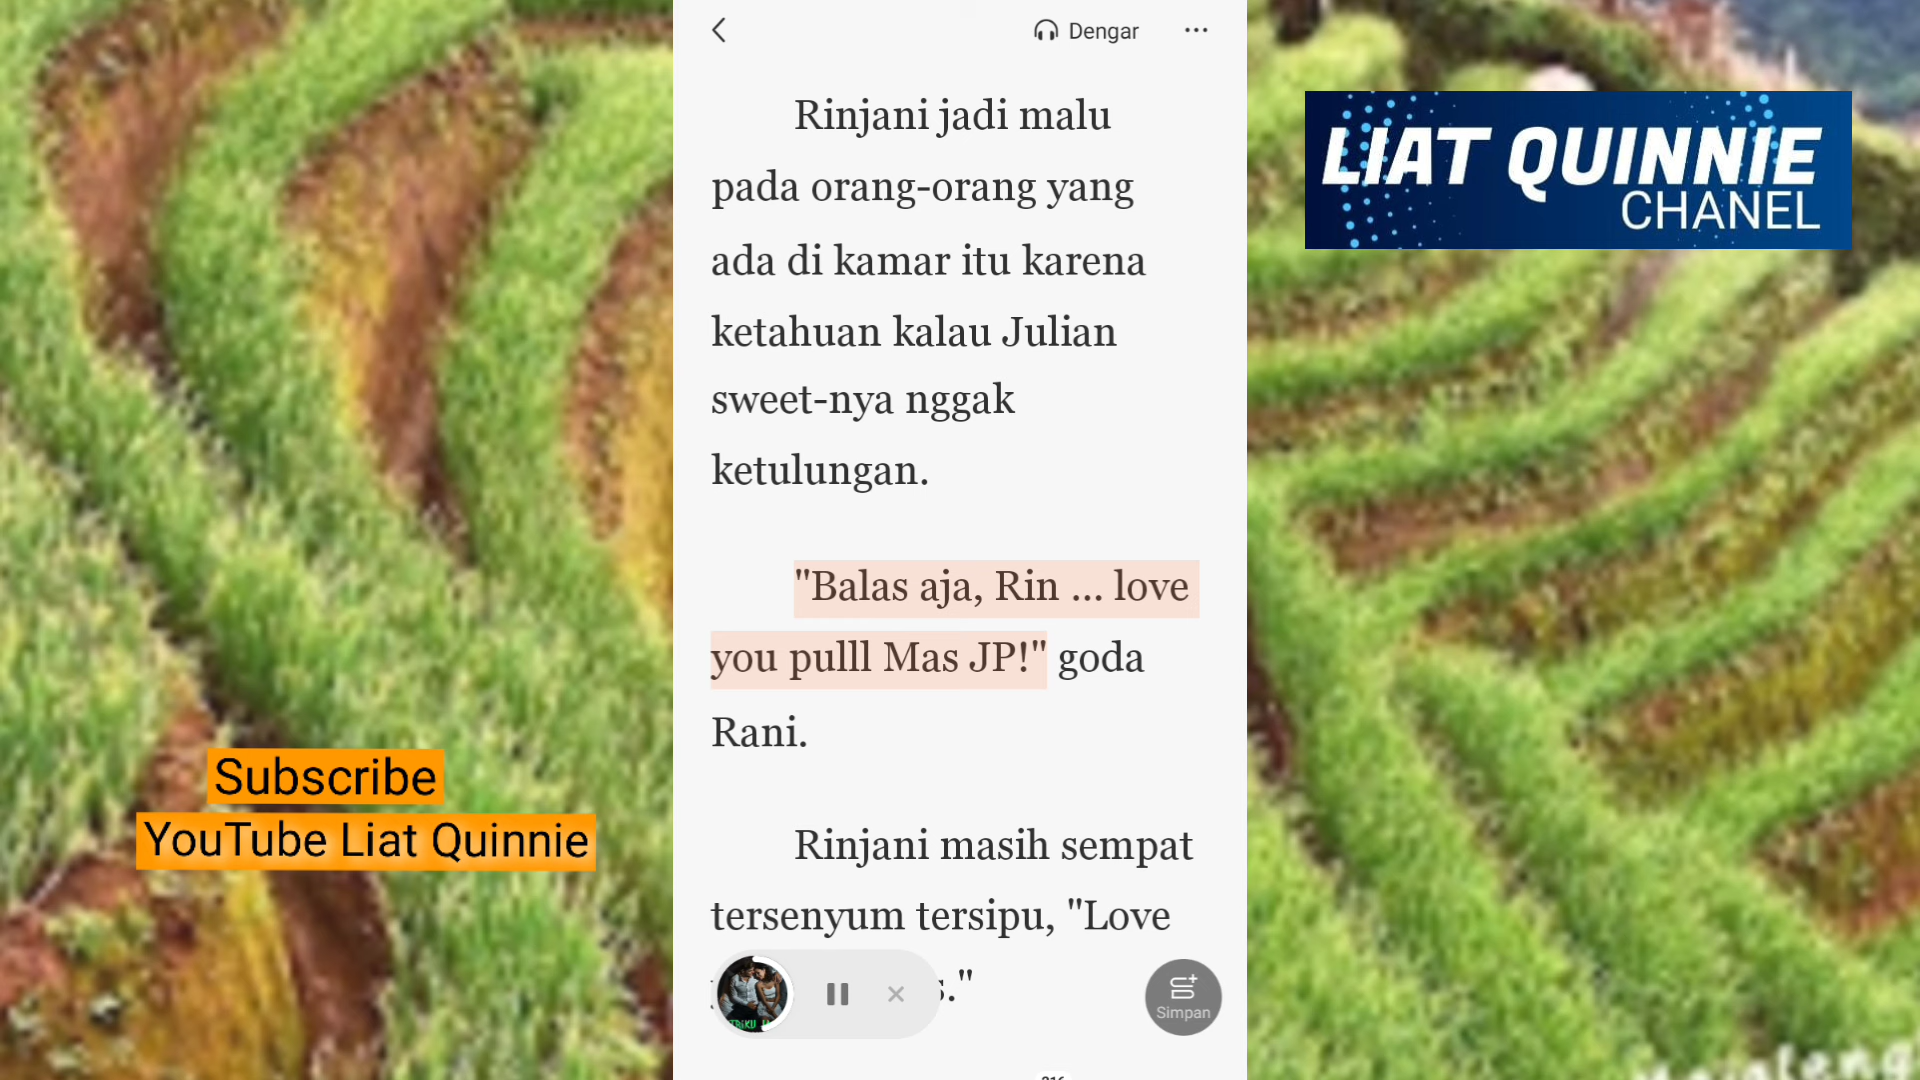 Dengar
Rinjani jadi malu
pada orang-orang yang
ada di kamar itu karena
ketahuan kalau Julian
sweet-nya nggak
ketulungan.
"Balas aja, Rin ... love
you pulll Mas JP!" goda
Rani.
Rinjani masih sempat
tersenyum tersipu, "Love
."
Simpan
LIAT QUINNIE
CHANEL
Subscribe
YouTube Liat Quinnie